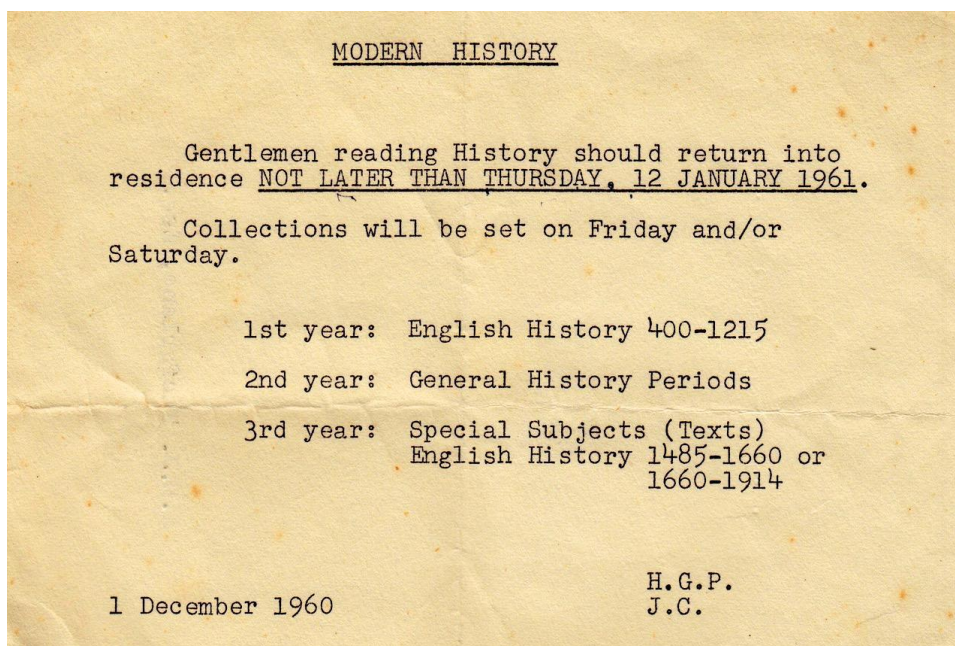 MODERN HISTORY
Gentlemen reading History should return into
residence NOT LATER THAN THURSDAY, 12 JANUARY 1961.
Collections will be set on Friday and/or
Saturday.
1st year: English History 400-1215
2nd year: General History Periods
3rd year: Special Subjects (Texts)
English History 1485-1660 or
1660-1914
H.G.P.
1 December 1960 J.C.